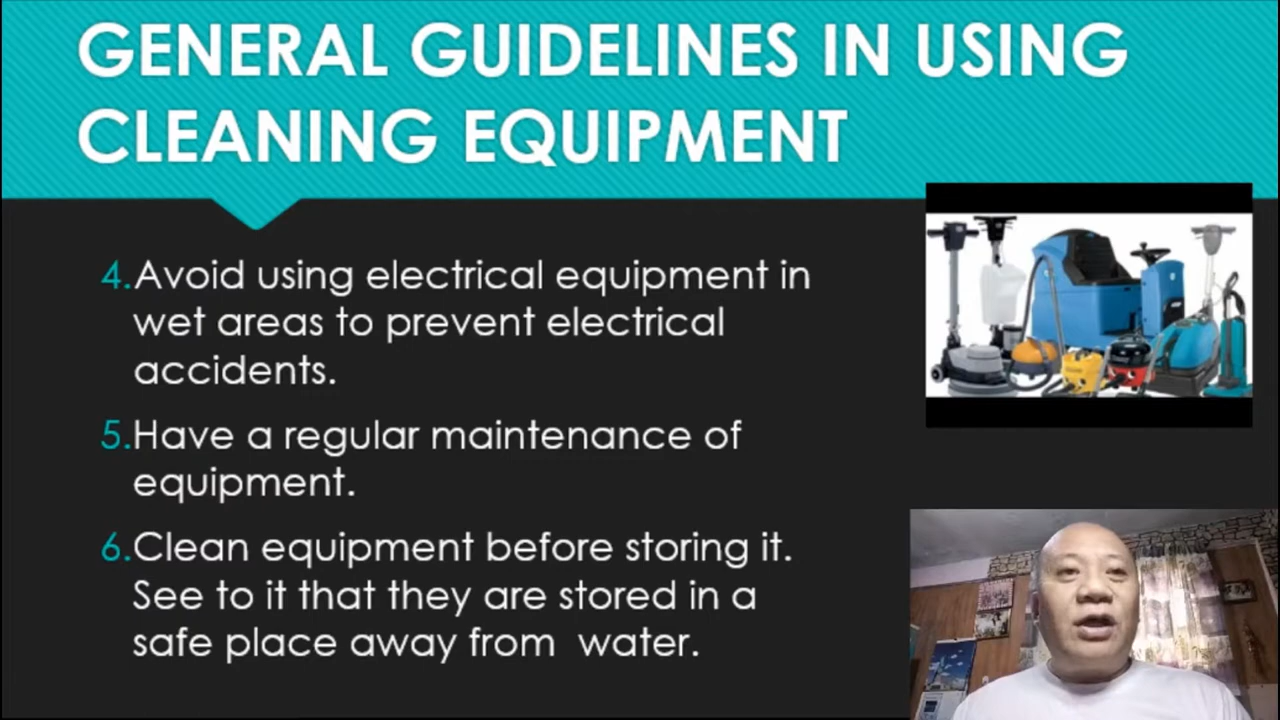 GENERAL GUIDELINES IN USING
CLEANING EQUIPMENT
4.Avoid using electrical equipment in
wet areas to prevent electrical
accidents.
5.Have a regular maintenance of
equipment.
6.Clean equipment before storing it.
See to it that they are stored in a
safe place away from  water.